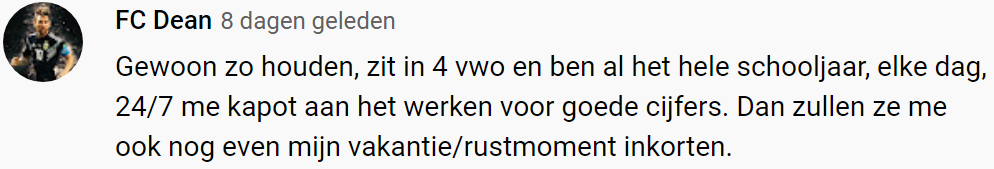 FC Dean 8 dagen geleden
Gewoon zo houden, zit in 4 vwo en ben al het hele schooljaar, elke dag,
24/7 me kapot aan het werken voor goede cijfers. Dan zullen ze me
ook nog even mijn vakantie/rustmoment inkorten.